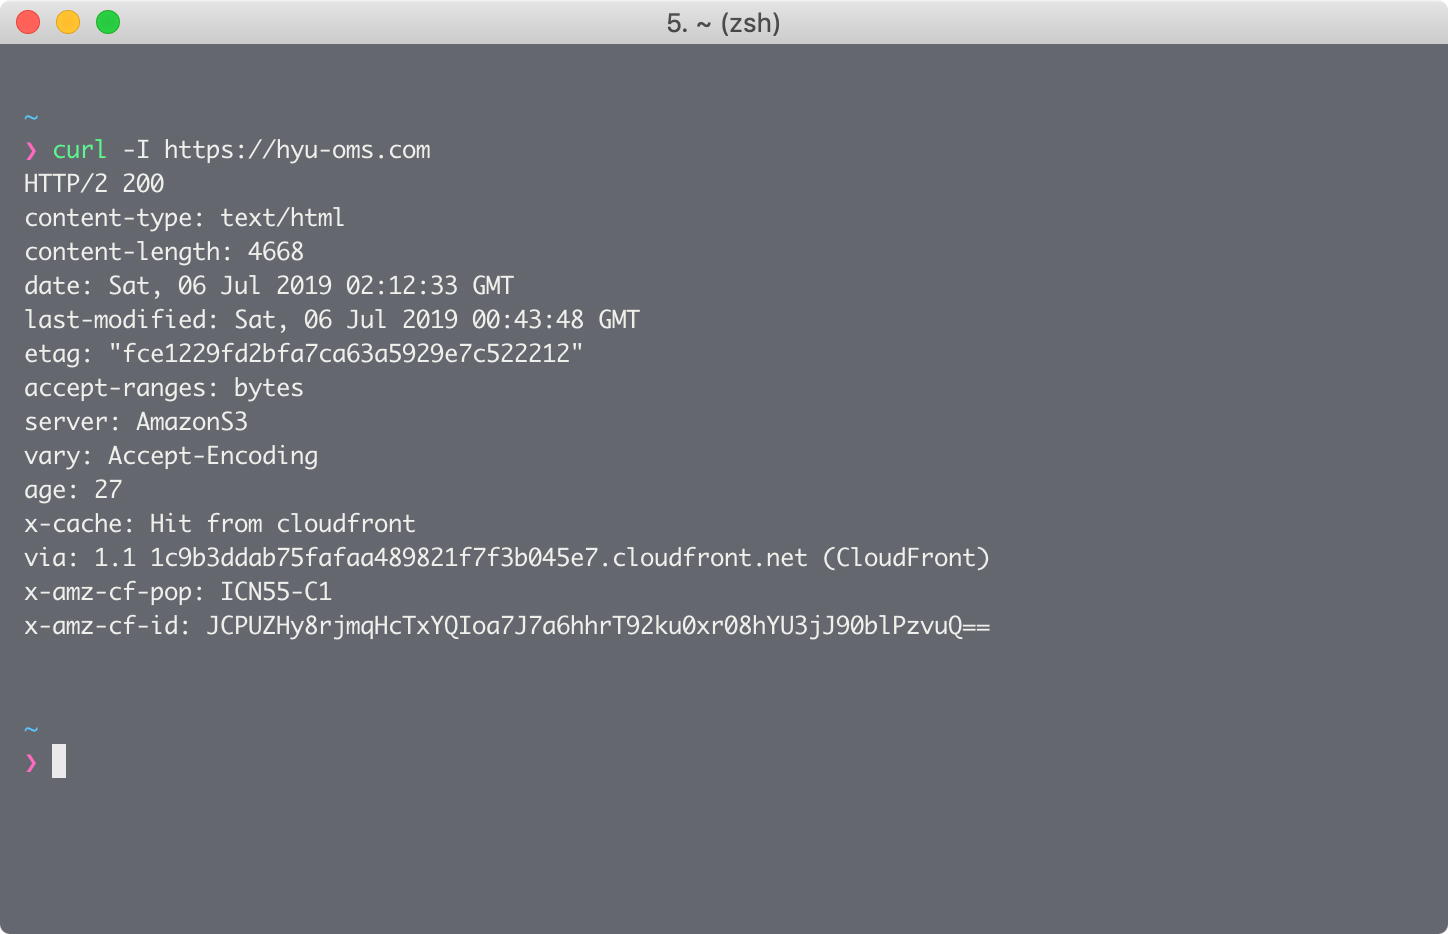 5. ~ (zsh)
~
❯ curl -I https://hyu-oms.com
HTTP/2 200
content-type: text/html
content-length: 4668
date: Sat, 06 Jul 2019 02:12:33 GMT
last-modified: Sat, 06 Jul 2019 00:43:48 GMT
etag: "fce1229fd2bfa7ca63a5929e7c522212"
accept-ranges: bytes
server: AmazonS3
vary: Accept-Encoding
age: 27
x-cache: Hit from cloudfront
via: 1.1 1c9b3ddab75fafaa489821f7f3b045e7.cloudfront.net (CloudFront)
x-amz-cf-pop: ICN55-C1
x-amz-cf-id: JCPUZHy8rjmqHcTxYQIoa7J7a6hhrT92ku0xr08hYU3jJ90blPzvuQ==
~
❯